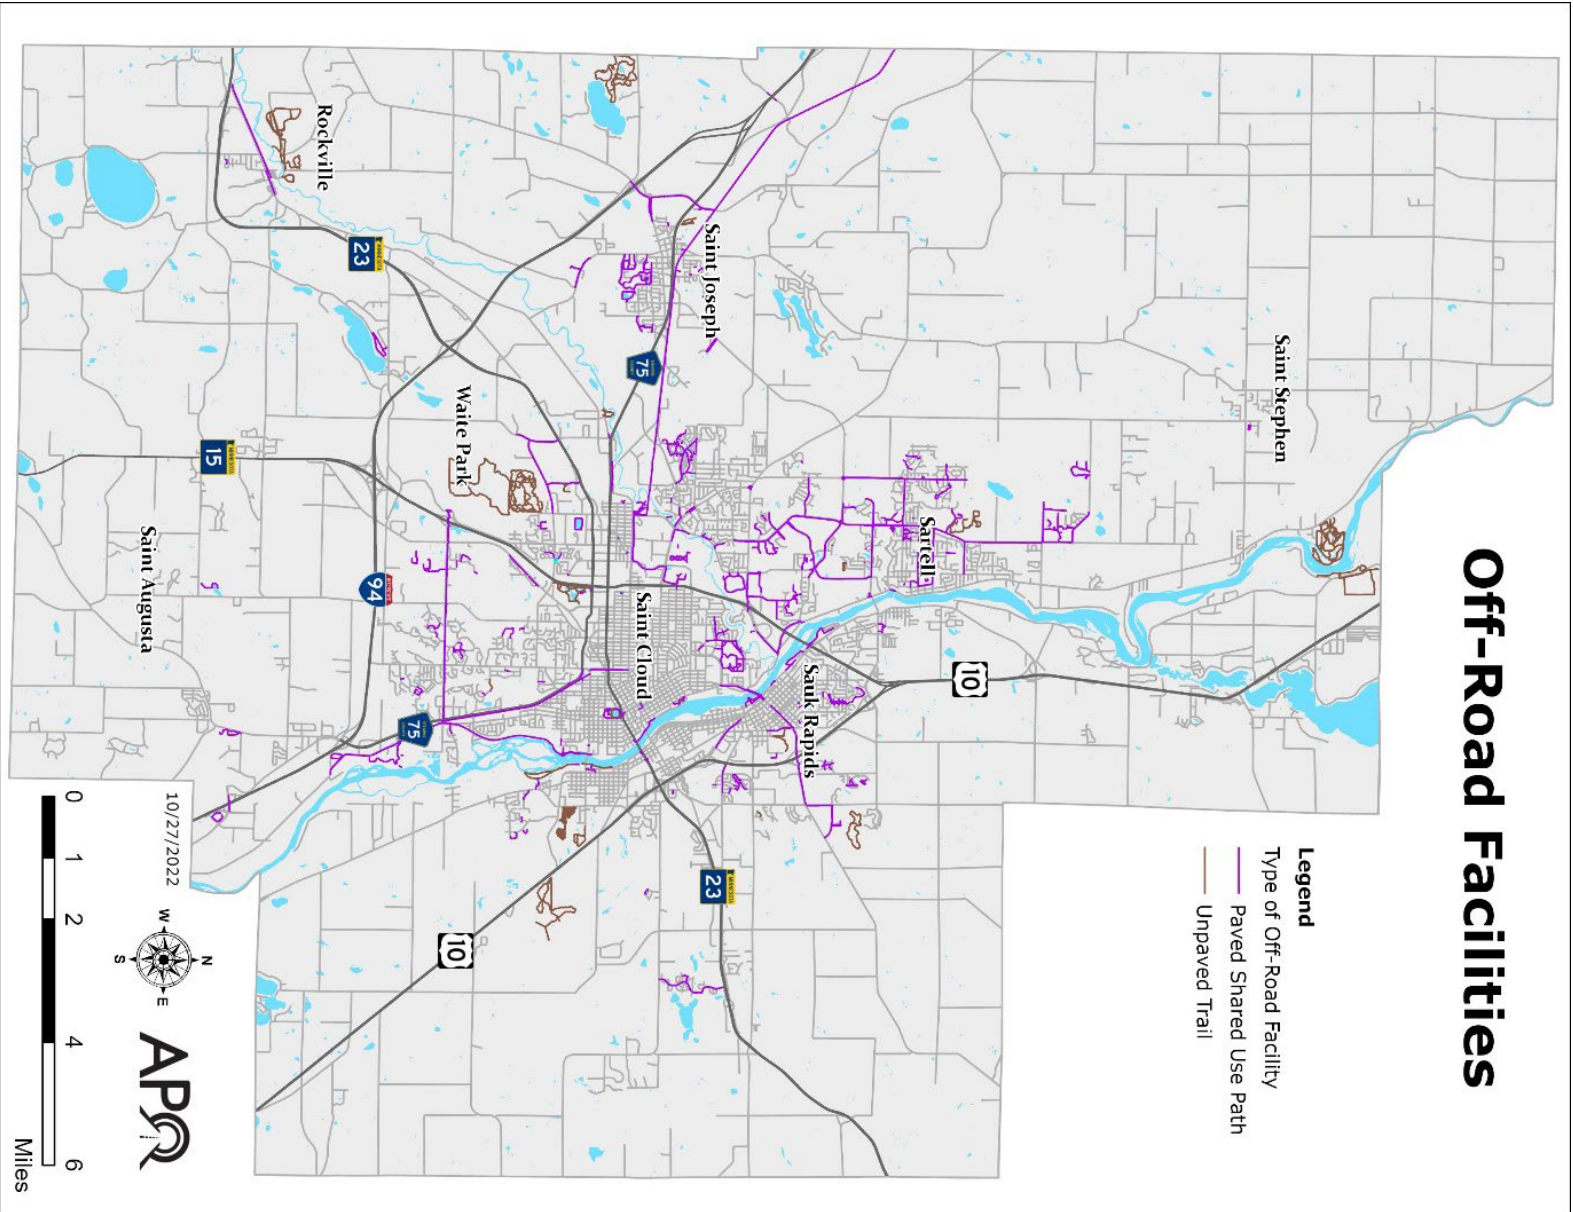 Off-Road Facilities
Legend
Type of Off-Road Facility
Paved Shared Use Path
Unpaved Trail
Saint Stephen
Sartell
Sauk Rapids
Saint Joseph
Saint Cloud
Waite Park
Rockville
Saint Augusta
10
23
75
23
94
75
15
10
10/27/2022
N
W
E
S
APO
0 1 2 4 6
Miles